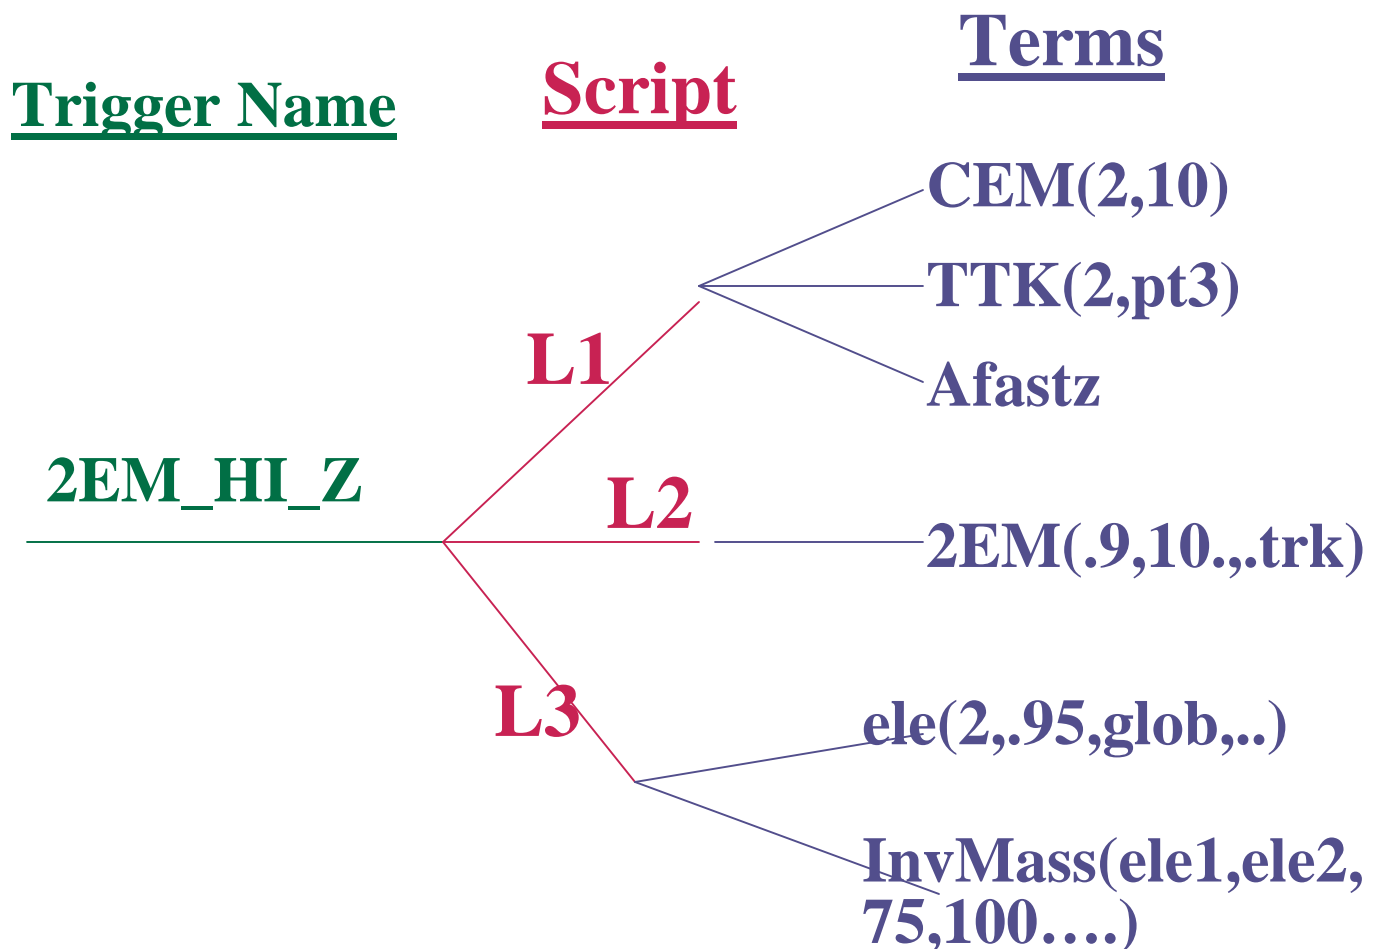 Terms
Script
Trigger Name
CEM(2,10)
TTK(2,pt3)
L1
Afastz
2EM_HI_Z
L2
2EM(.9,10.,.trk)
L3
ele(2,.95,glob,..)
InvMass(ele1,ele2,
75,100....)